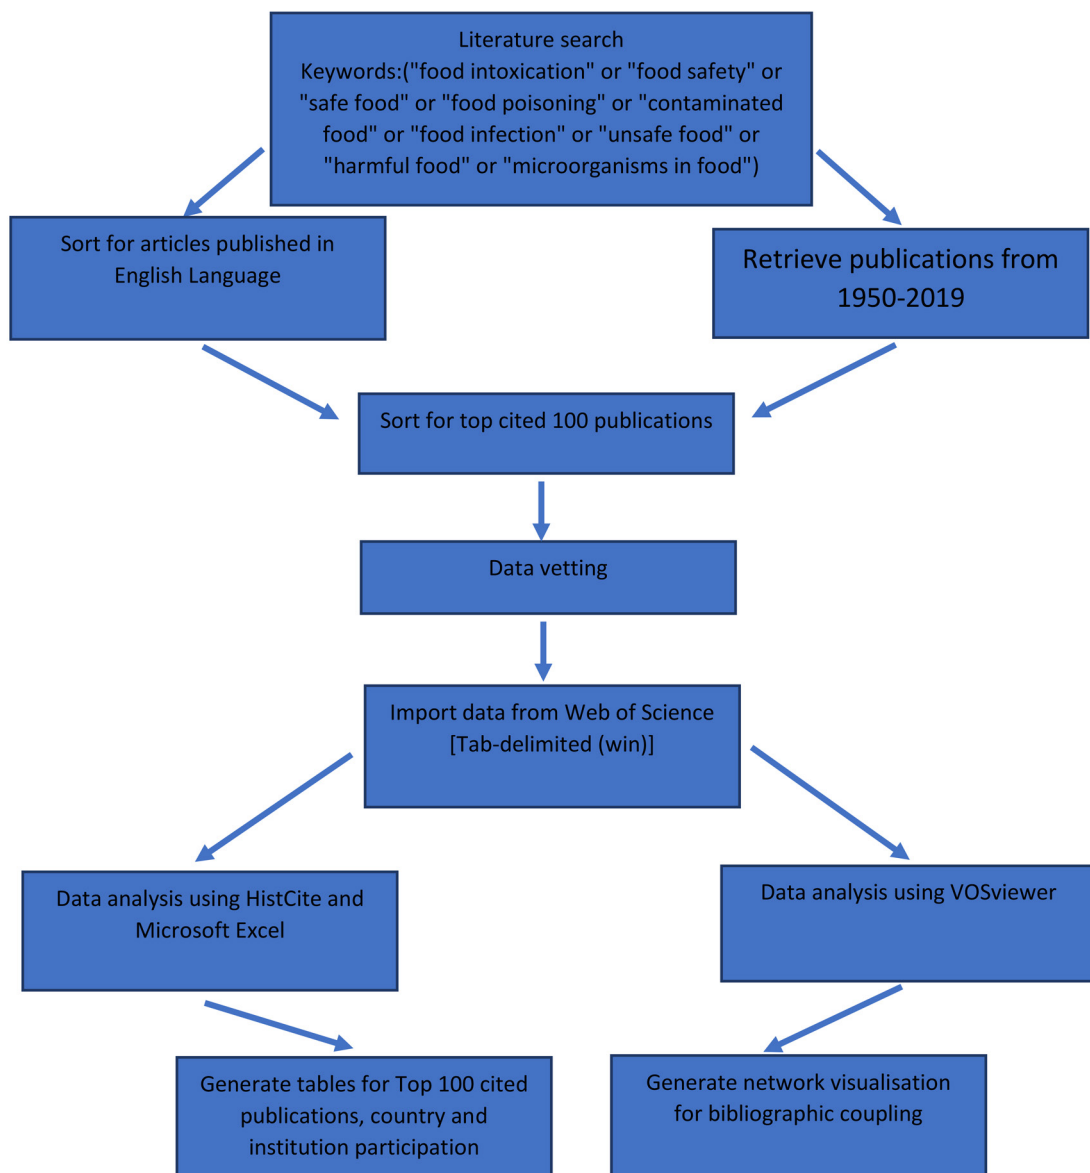 Literature search
Keywords:("food intoxication" or "food safety" or
"safe food" or "food poisoning" or "contaminated
food" or "food infection" or "unsafe food" or
"harmful food" or "microorganisms in food")
Sort for articles published in
English Language
Retrieve publications from
1950-2019
Sort for top cited 100 publications
Data vetting
Import data from Web of Science
[Tab-delimited (win)]
Data analysis using HistCite and
Microsoft Excel
Data analysis using VOSviewer
Generate tables for Top 100 cited
publications, country and
institution participation
Generate network visualisation
for bibliographic coupling